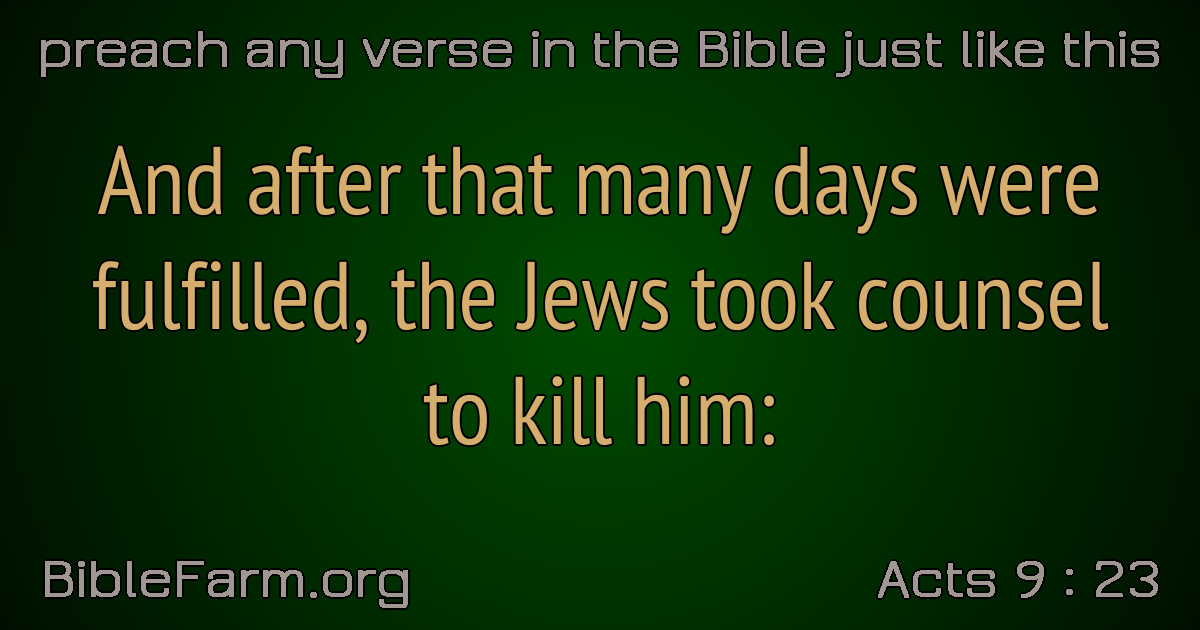 preach any verse in the Bible just like this
And after that many days were
fulfilled, the Jews took counsel
to kill him:
BibleFarm.org
Acts 9 : 23